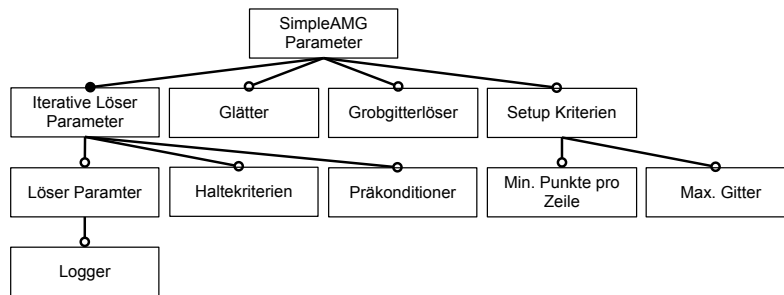 SimpleAMG
Parameter
Iterative Löser
Parameter
Glätter
Grobgitterlöser
Setup Kriterien
Löser Paramter
Haltekriterien
Präkonditioner
Min. Punkte pro
Zeile
Max. Gitter
Logger